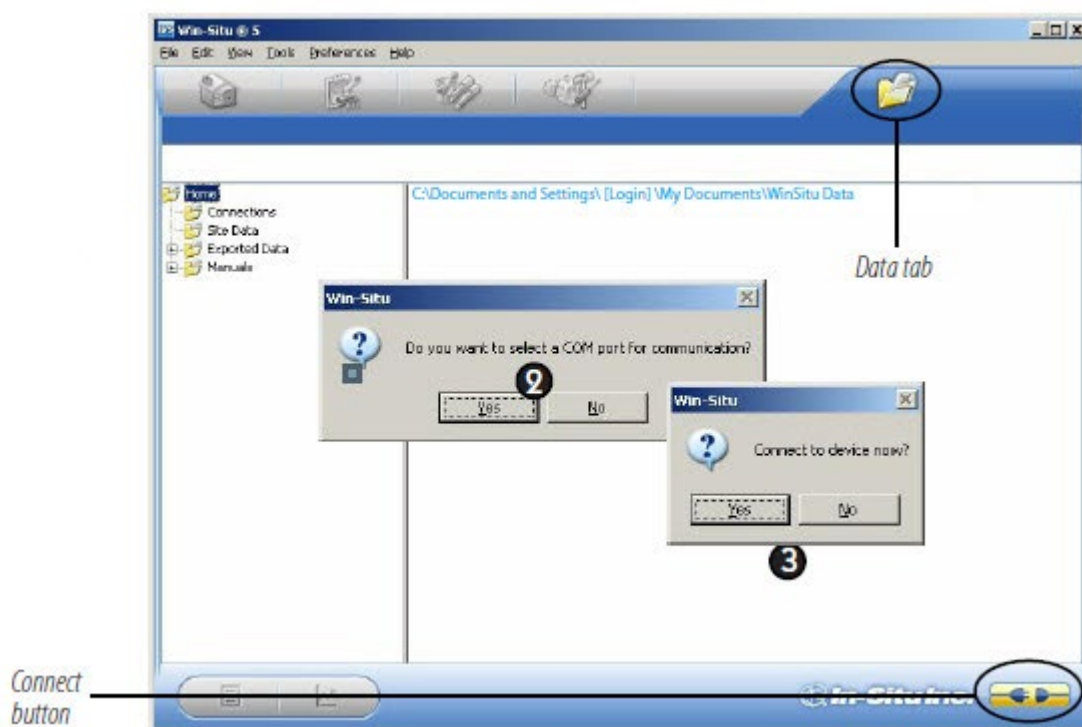 Win-Situ ® 5
File Edit View Tools Preferences Help
Home
Connections
Site Data
Exported Data
Manuals
C:\Documents and Settings\ [Login] \My Documents\WinSitu Data
Data tab
Win-Situ
Do you want to select a COM port for communication?
2
Yes No
Win-Situ
Connect to device now?
Yes No
3
Connect
button
In-Situ Inc.